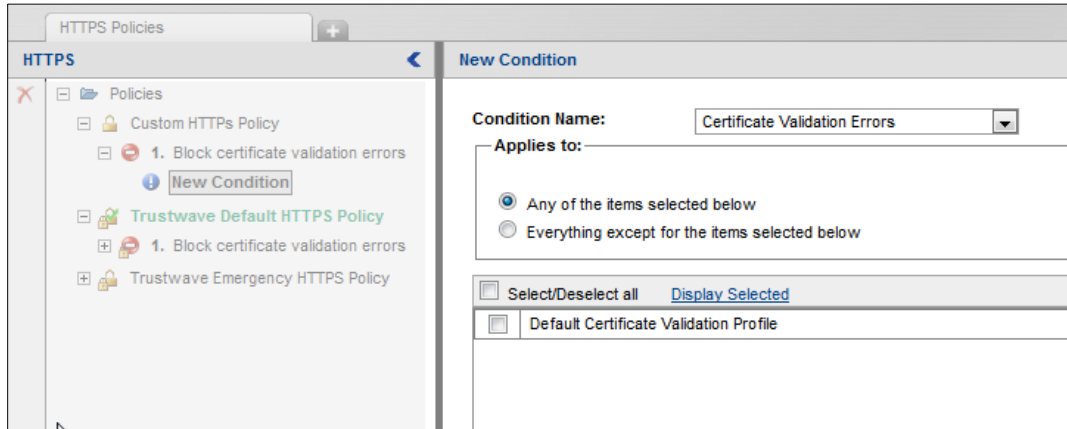 HTTPS Policies
HTTPS
Policies
Custom HTTPs Policy
1. Block certificate validation errors
New Condition
Trustwave Default HTTPS Policy
1. Block certificate validation errors
Trustwave Emergency HTTPS Policy
New Condition
Condition Name: Certificate Validation Errors
Applies to:
Any of the items selected below
Everything except for the items selected below
Select/Deselect all Display Selected
Default Certificate Validation Profile